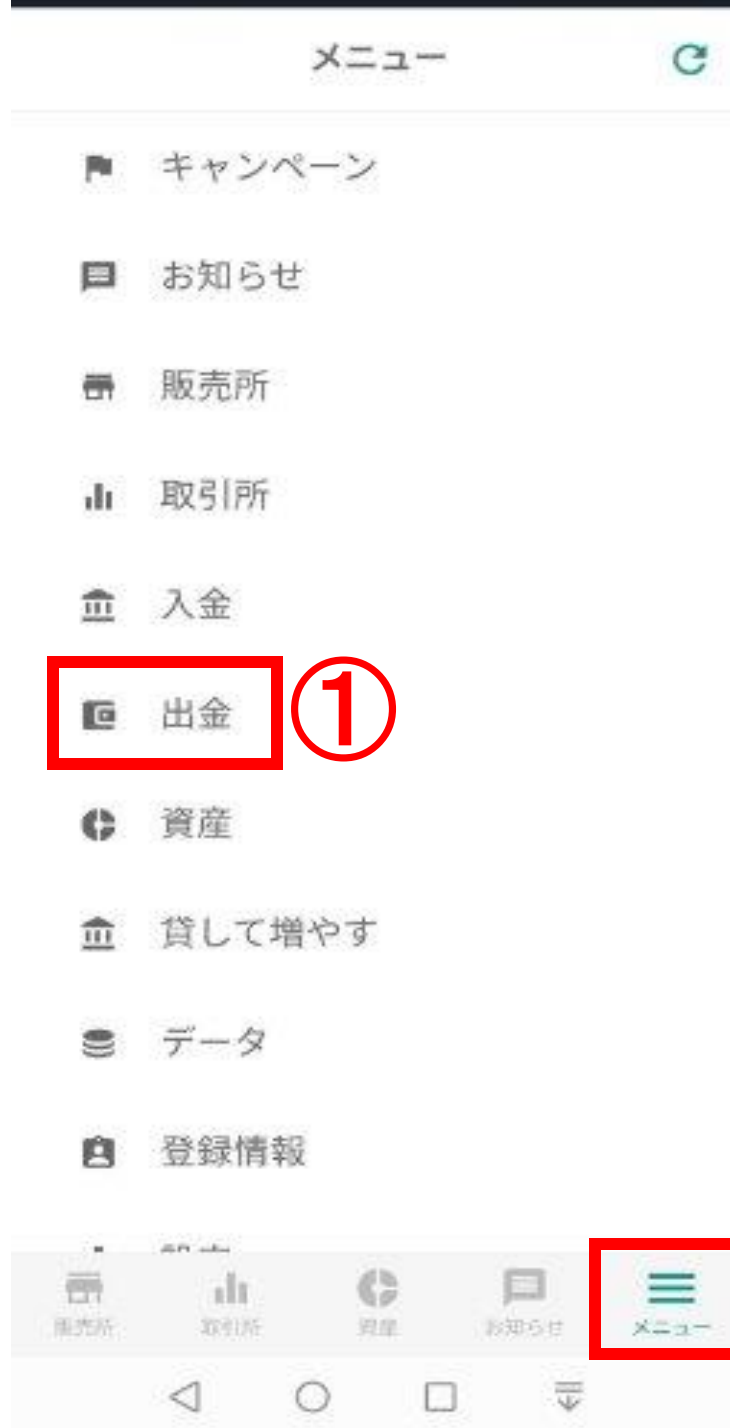 メニュー
キャンペーン
お知らせ
販売所
取引所
入金
出金 ①
資産
貸して増やす
データ
登録情報
販売所 取引所 資産 お知らせ メニュー